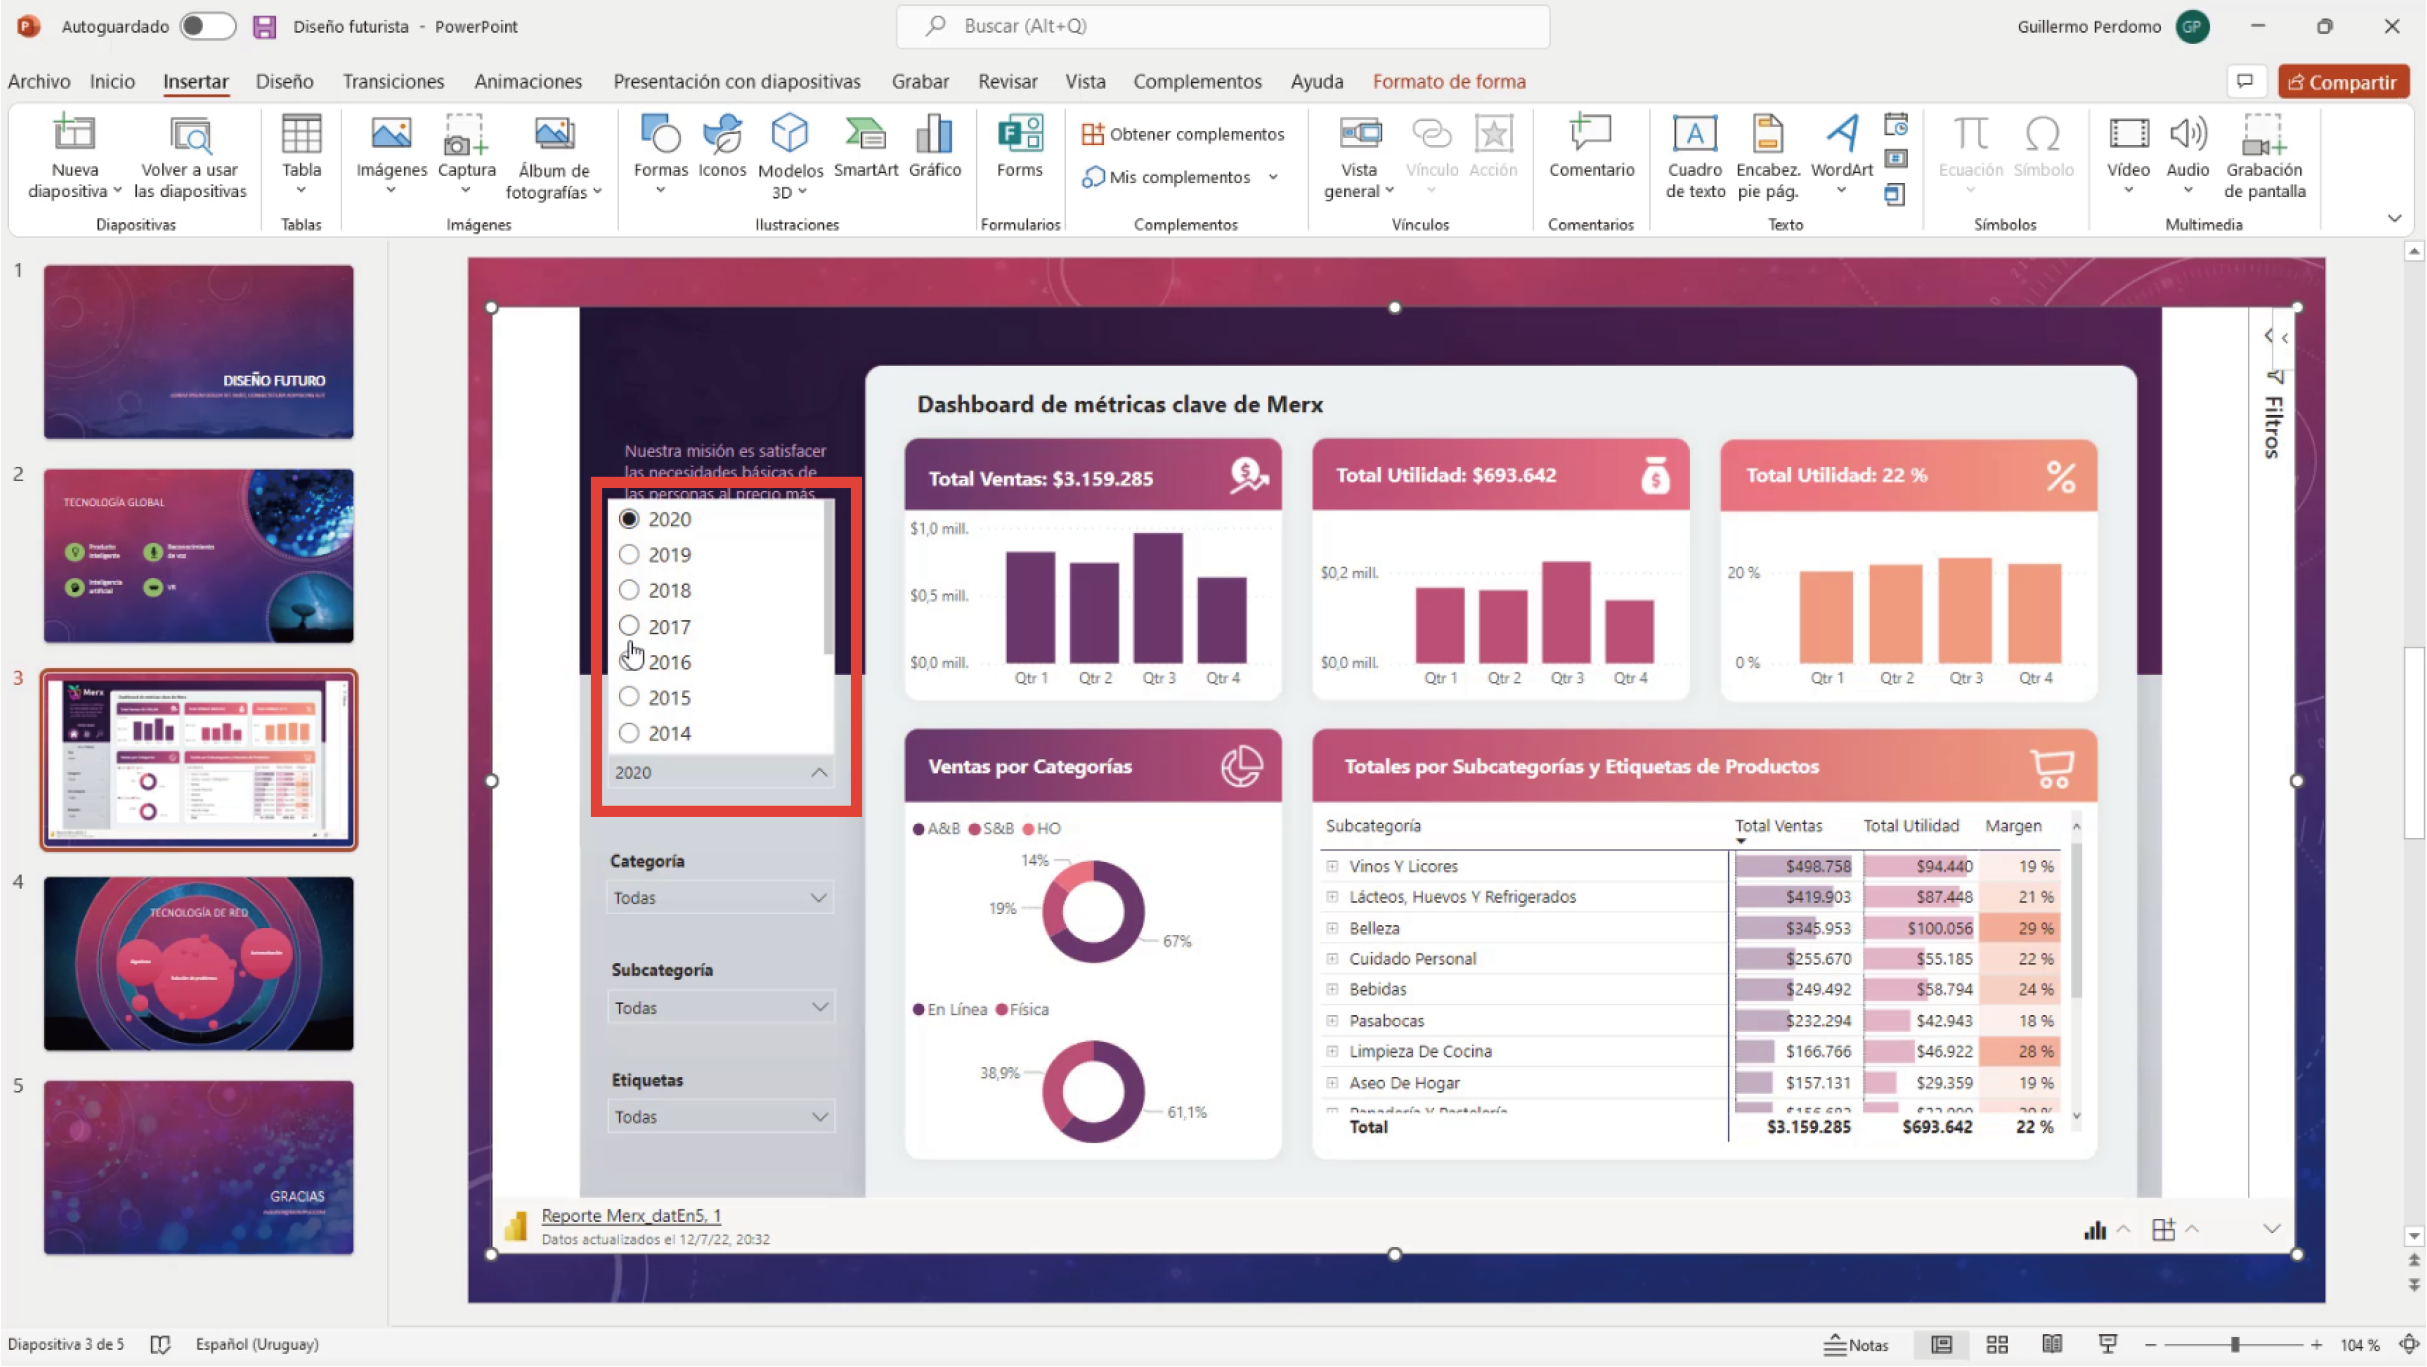 Autoguardado
Diseño futurista - PowerPoint
Buscar (Alt+Q)
Guillermo Perdomo
GP
Archivo
Inicio
Insertar
Diseño
Transiciones
Animaciones
Presentación con diapositivas
Grabar
Revisar
Vista
Complementos
Ayuda
Formato de forma
Compartir
Nueva
diapositiva
Volver a usar
las diapositivas
Diapositivas
Tabla
Tablas
Imágenes
Captura
Álbum de
fotografías
Imágenes
Formas
Iconos
Modelos
3D
SmartArt
Gráfico
Ilustraciones
Forms
Formularios
Obtener complementos
Mis complementos
Complementos
Vista
general
Vínculo
Acción
Vínculos
Comentario
Comentarios
Cuadro
de texto
Encabez.
pie pág.
WordArt
Texto
Ecuación
Símbolo
Símbolos
Vídeo
Audio
Grabación
de pantalla
Multimedia
1
DISEÑO FUTURO
2
TECNOLOGÍA GLOBAL
Producto
inteligente
Reconocimiento
de voz
Inteligencia
artificial
VR
3
Merx
4
TECNOLOGÍA DE RED
5
GRACIAS
Nuestra misión es satisfacer
las necesidades básicas de
las personas al precio más
2020
2019
2018
2017
2016
2015
2014
2020
Categoría
Todas
Subcategoría
Todas
Etiquetas
Todas
Dashboard de métricas clave de Merx
Total Ventas: $3.159.285
$1,0 mill.
$0,5 mill.
$0,0 mill.
Qtr 1 Qtr 2 Qtr 3 Qtr 4
Total Utilidad: $693.642
$0,2 mill.
$0,0 mill.
Qtr 1 Qtr 2 Qtr 3 Qtr 4
Total Utilidad: 22 %
20 %
0 %
Qtr 1 Qtr 2 Qtr 3 Qtr 4
Ventas por Categorías
A&B S&B HO
14%
19%
67%
En Línea Física
38,9%
61,1%
Totales por Subcategorías y Etiquetas de Productos
Subcategoría Total Ventas Total Utilidad Margen
Vinos Y Licores $498.758 $94.440 19 %
Lácteos, Huevos Y Refrigerados $419.903 $87.448 21 %
Belleza $345.953 $100.056 29 %
Cuidado Personal $255.670 $55.185 22 %
Bebidas $249.492 $58.794 24 %
Pasabocas $232.294 $42.943 18 %
Limpieza De Cocina $166.766 $46.922 28 %
Aseo De Hogar $157.131 $29.359 19 %
Panadería Y Pastelería
Total $3.159.285 $693.642 22 %
Filtros
Reporte Merx_datEn5, 1
Datos actualizados el 12/7/22, 20:32
Diapositiva 3 de 5
Español (Uruguay)
Notas
104 %